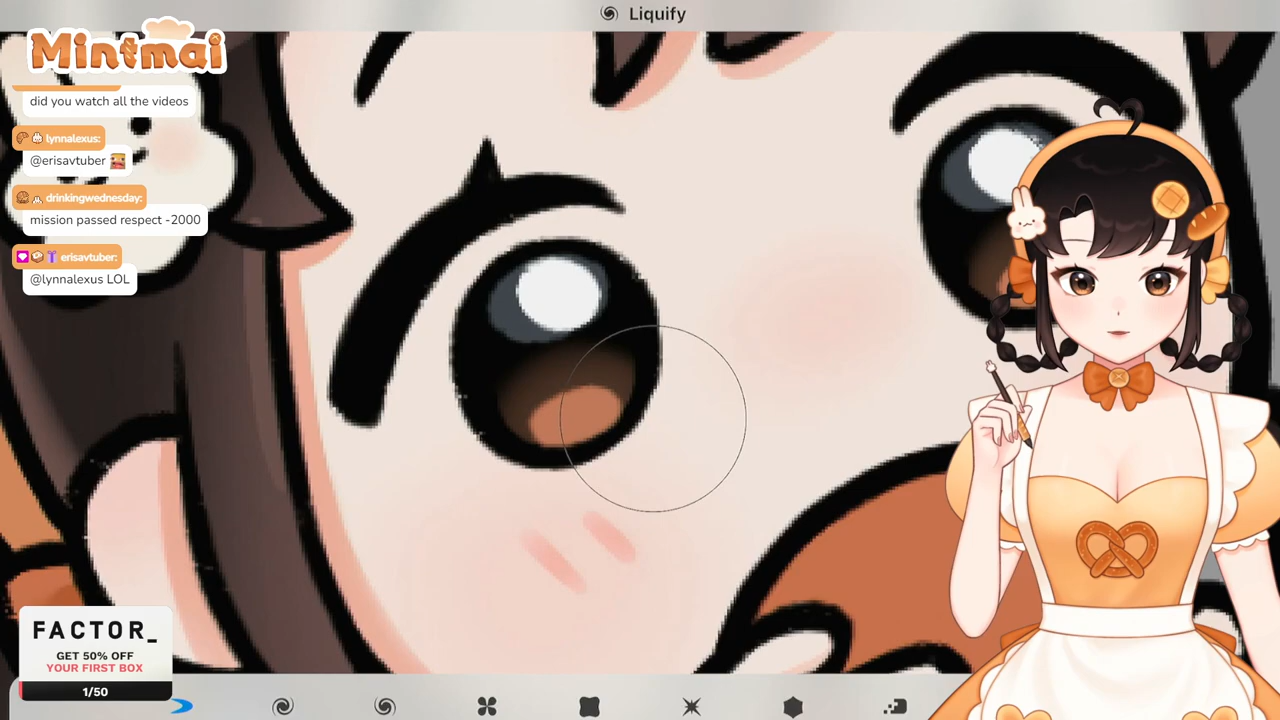 Liquify
Mintmai
did you watch all the videos
lynnalexus:
@erisavtuber
drinkingwednesday:
mission passed respect -2000
erisavtuber:
@lynnalexus LOL
FACTOR_
GET 50% OFF
YOUR FIRST BOX
1/50